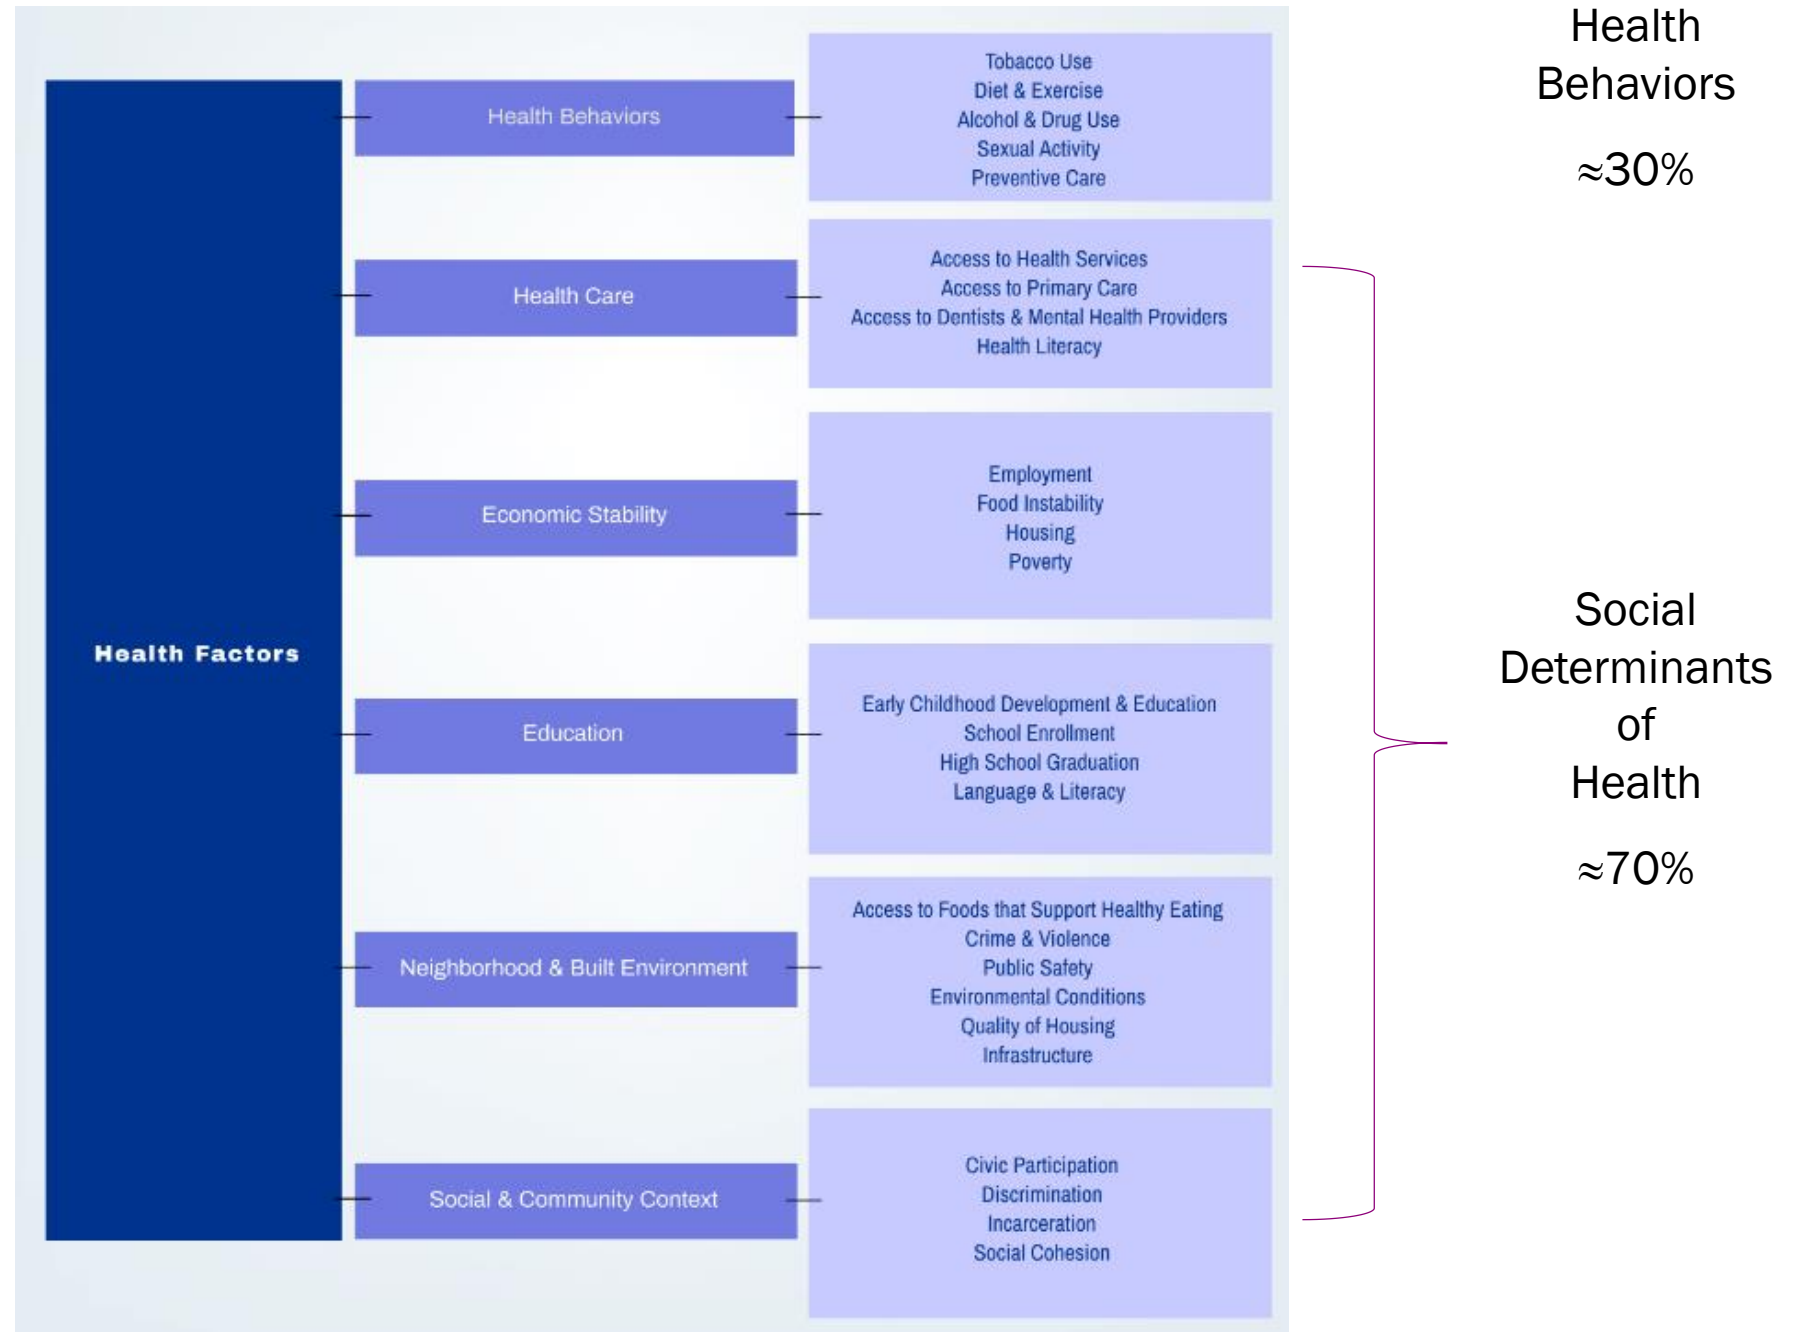 Health Factors
Health Behaviors
Tobacco Use
Diet & Exercise
Alcohol & Drug Use
Sexual Activity
Preventive Care
Health Care
Access to Health Services
Access to Primary Care
Access to Dentists & Mental Health Providers
Health Literacy
Economic Stability
Employment
Food Instability
Housing
Poverty
Education
Early Childhood Development & Education
School Enrollment
High School Graduation
Language & Literacy
Neighborhood & Built Environment
Access to Foods that Support Healthy Eating
Crime & Violence
Public Safety
Environmental Conditions
Quality of Housing
Infrastructure
Social & Community Context
Civic Participation
Discrimination
Incarceration
Social Cohesion
Health
Behaviors
≈30%
Social
Determinants
of
Health
≈70%